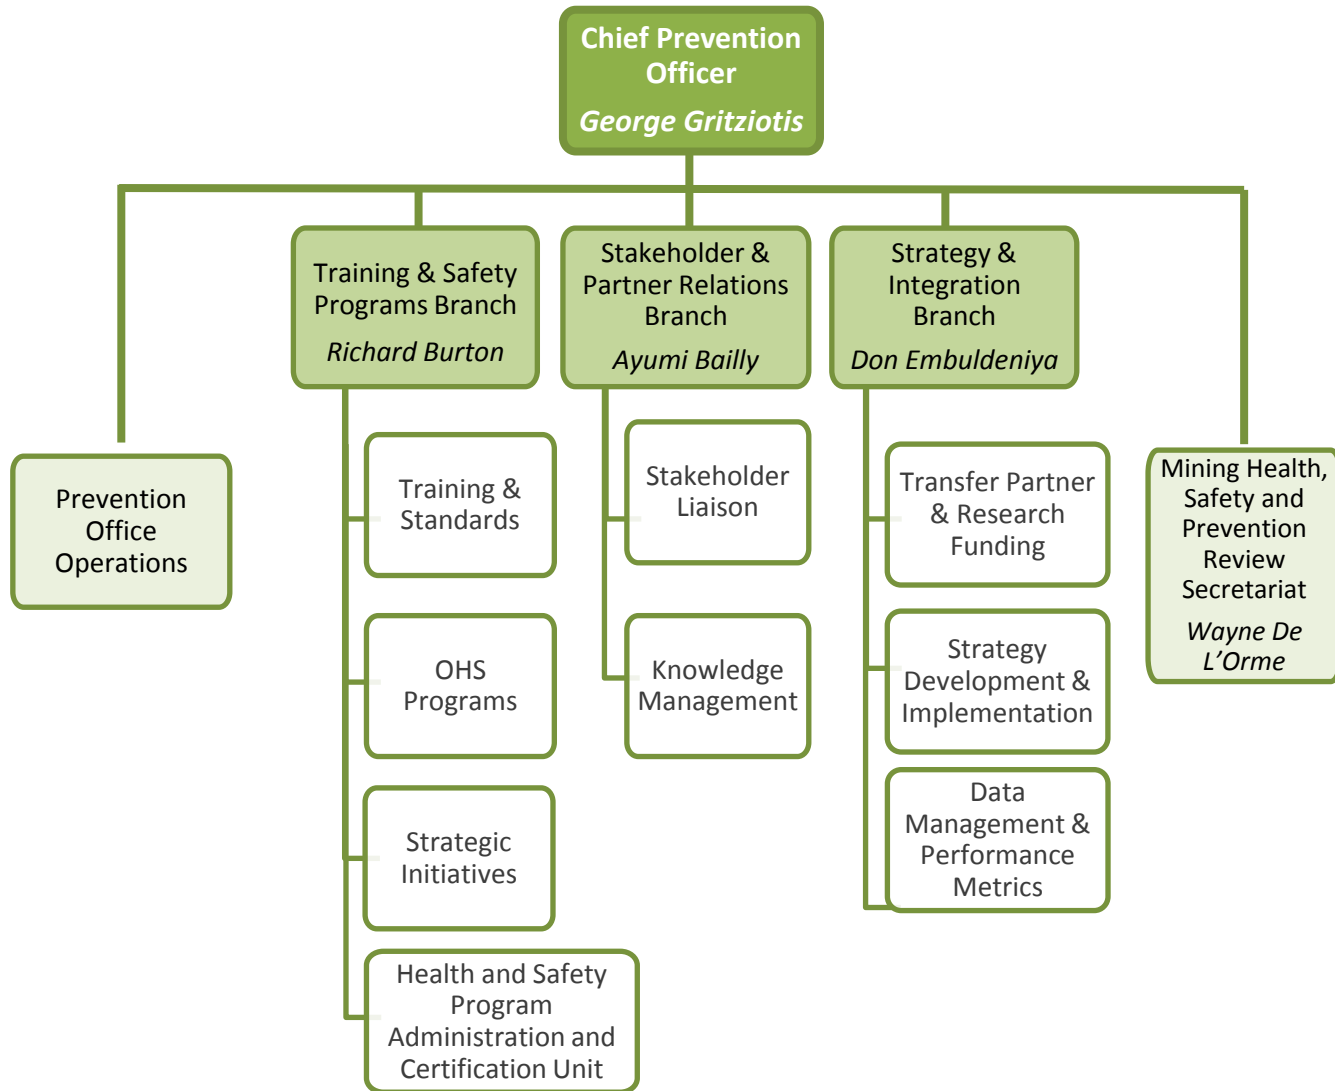 Chief Prevention
Officer
George Gritziotis
Training & Safety
Programs Branch
Richard Burton
Stakeholder &
Partner Relations
Branch
Ayumi Bailly
Strategy &
Integration
Branch
Don Embuldeniya
Prevention
Office
Operations
Training &
Standards
OHS
Programs
Strategic
Initiatives
Health and Safety
Program
Administration and
Certification Unit
Stakeholder
Liaison
Knowledge
Management
Transfer Partner
& Research
Funding
Strategy
Development &
Implementation
Data
Management &
Performance
Metrics
Mining Health,
Safety and
Prevention
Review
Secretariat
Wayne De
L’Orme